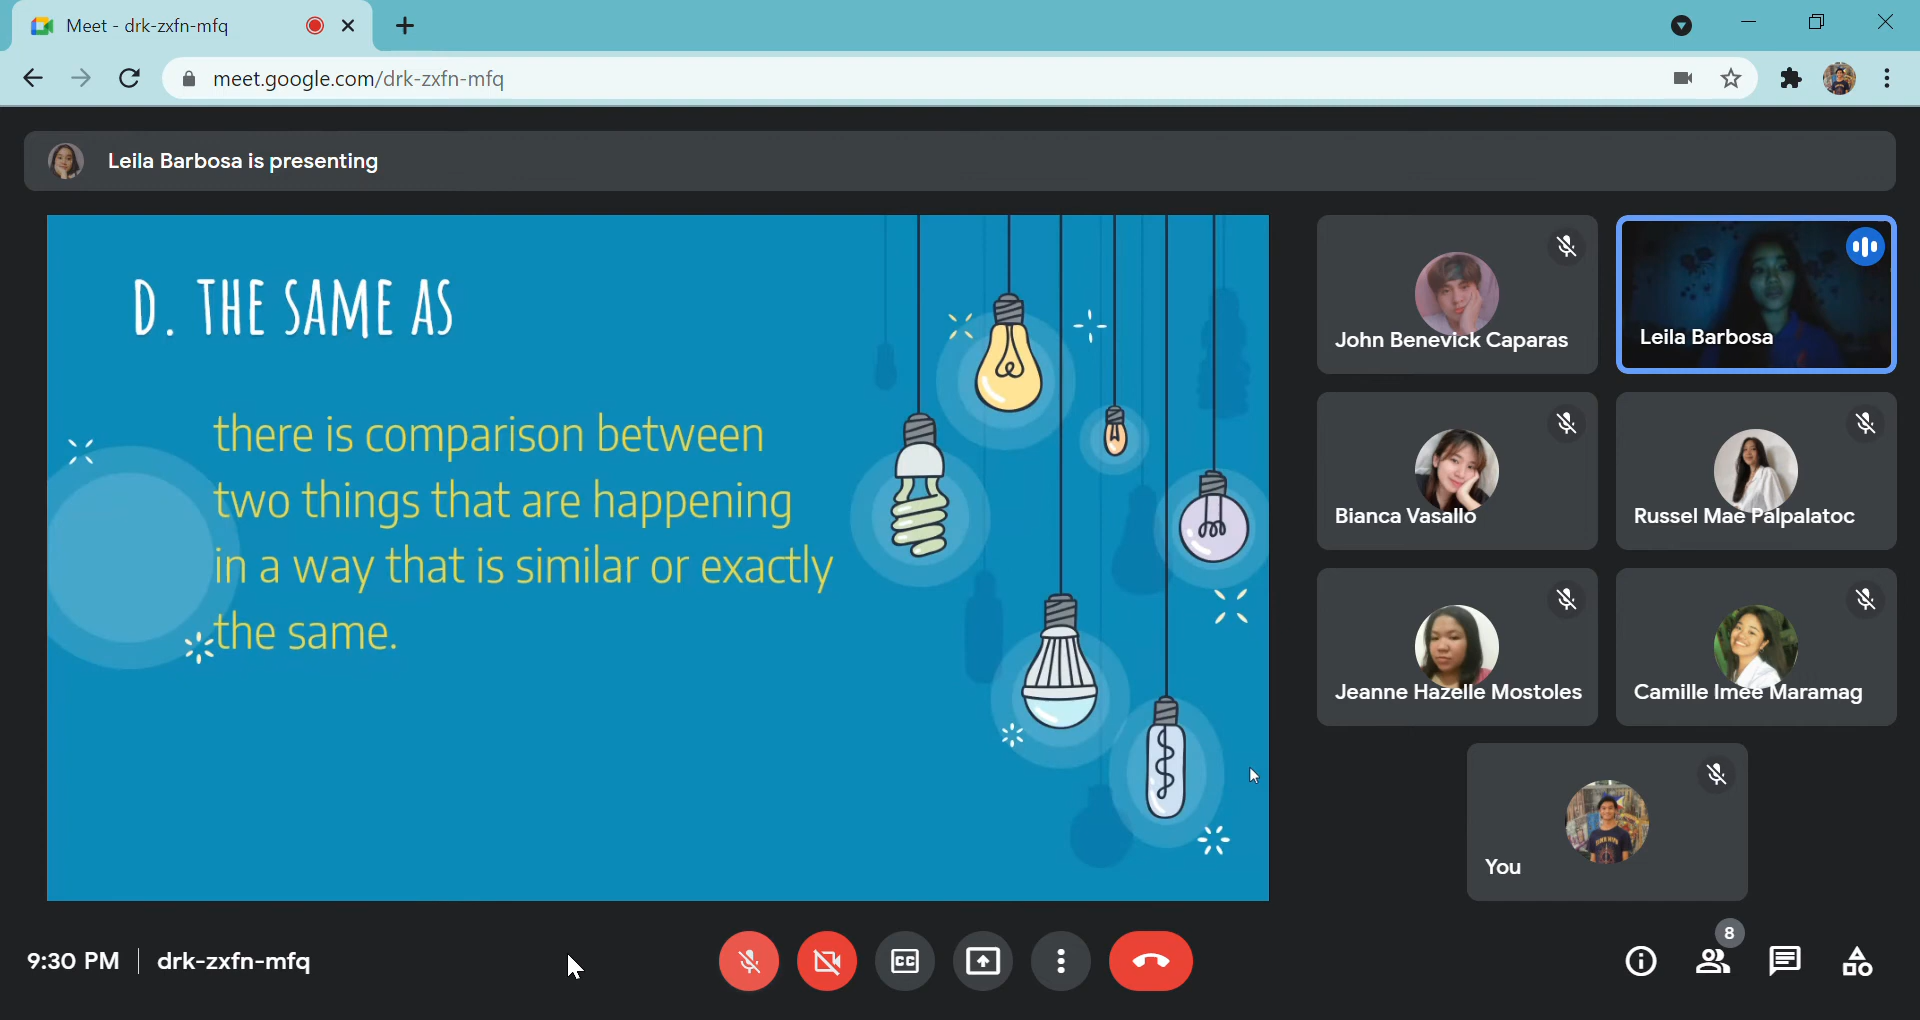 Meet - drk-zxfn-mfq
meet.google.com/drk-zxfn-mfq
Leila Barbosa is presenting
D. THE SAME AS
there is comparison between
two things that are happening
in a way that is similar or exactly
the same.
John Benevick Caparas
Leila Barbosa
Bianca Vasallo
Russel Mae Palpalatoc
Jeanne Hazelle Mostoles
Camille Imee Maramag
You
9:30 PM
drk-zxfn-mfq
CC
8